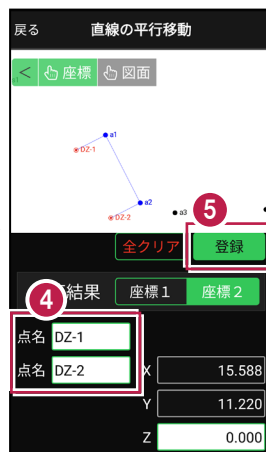 戻る 直線の平行移動
< 座標 図面
a1
DZ-1
a2
DZ-2
a3
5
全クリア 登録
4
結果 座標1 座標2
点名 DZ-1
点名 DZ-2 X 15.588
Y 11.220
Z 0.000